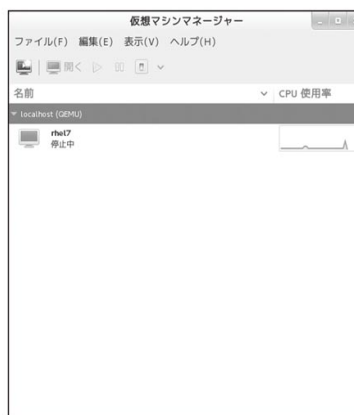 仮想マシンマネージャー
ファイル(F) 編集(E) 表示(V) ヘルプ(H)
開く
名前 CPU 使用率
localhost (QEMU)
rhel7
停止中